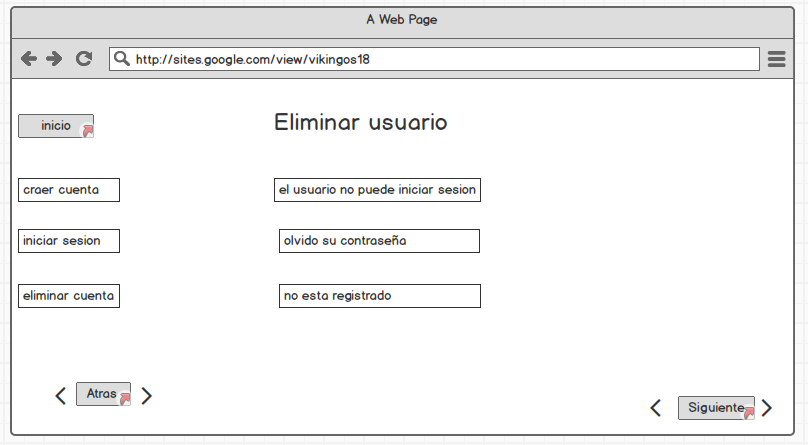 A Web Page
http://sites.google.com/view/vikingos18
inicio
Eliminar usuario
craer cuenta
el usuario no puede iniciar sesion
iniciar sesion
olvido su contraseña
eliminar cuenta
no esta registrado
Atras
Siguiente